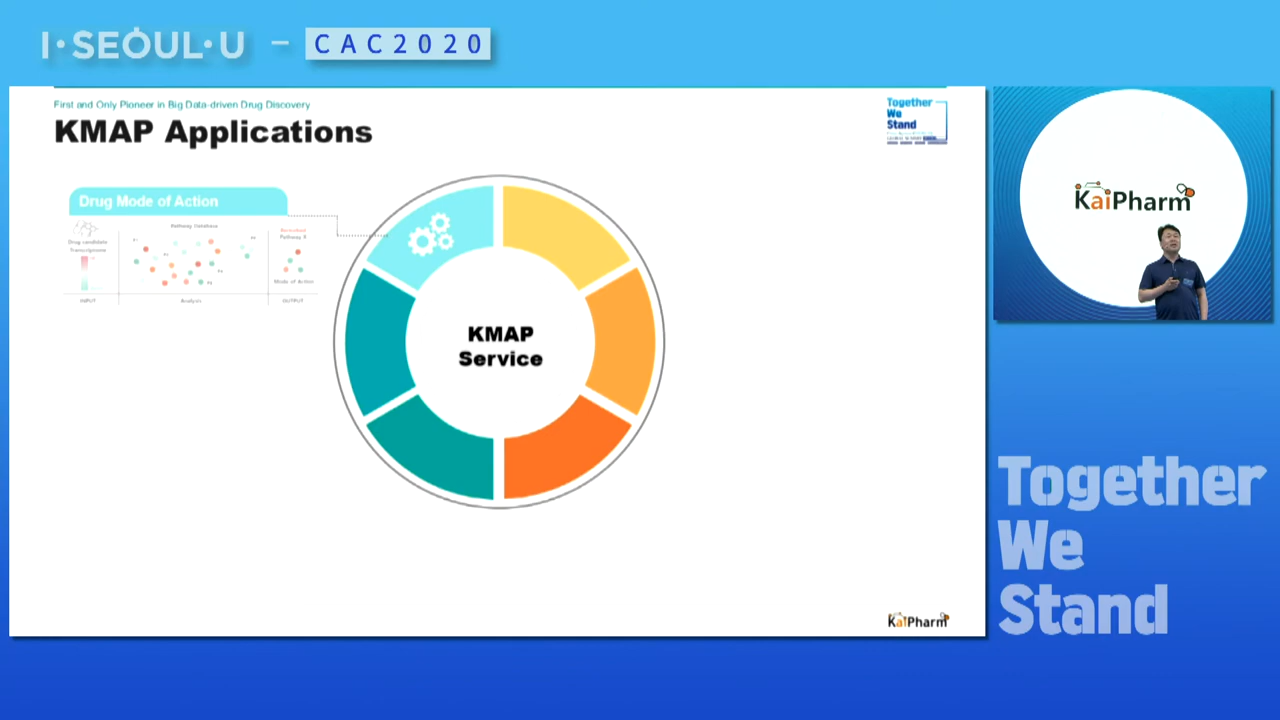 I·SEOUL·U – CAC2020
First and Only Pioneer in Big Data-driven Drug Discovery
KMAP Applications
Together
We
Stand
Drug Mode of Action
Drug candidate
Transcriptome
Pathway Database
Pathway X
Mode of Action
INPUT
Analysis
OUTPUT
KMAP
Service
KaiPharm
KaiPharm
Together
We
Stand